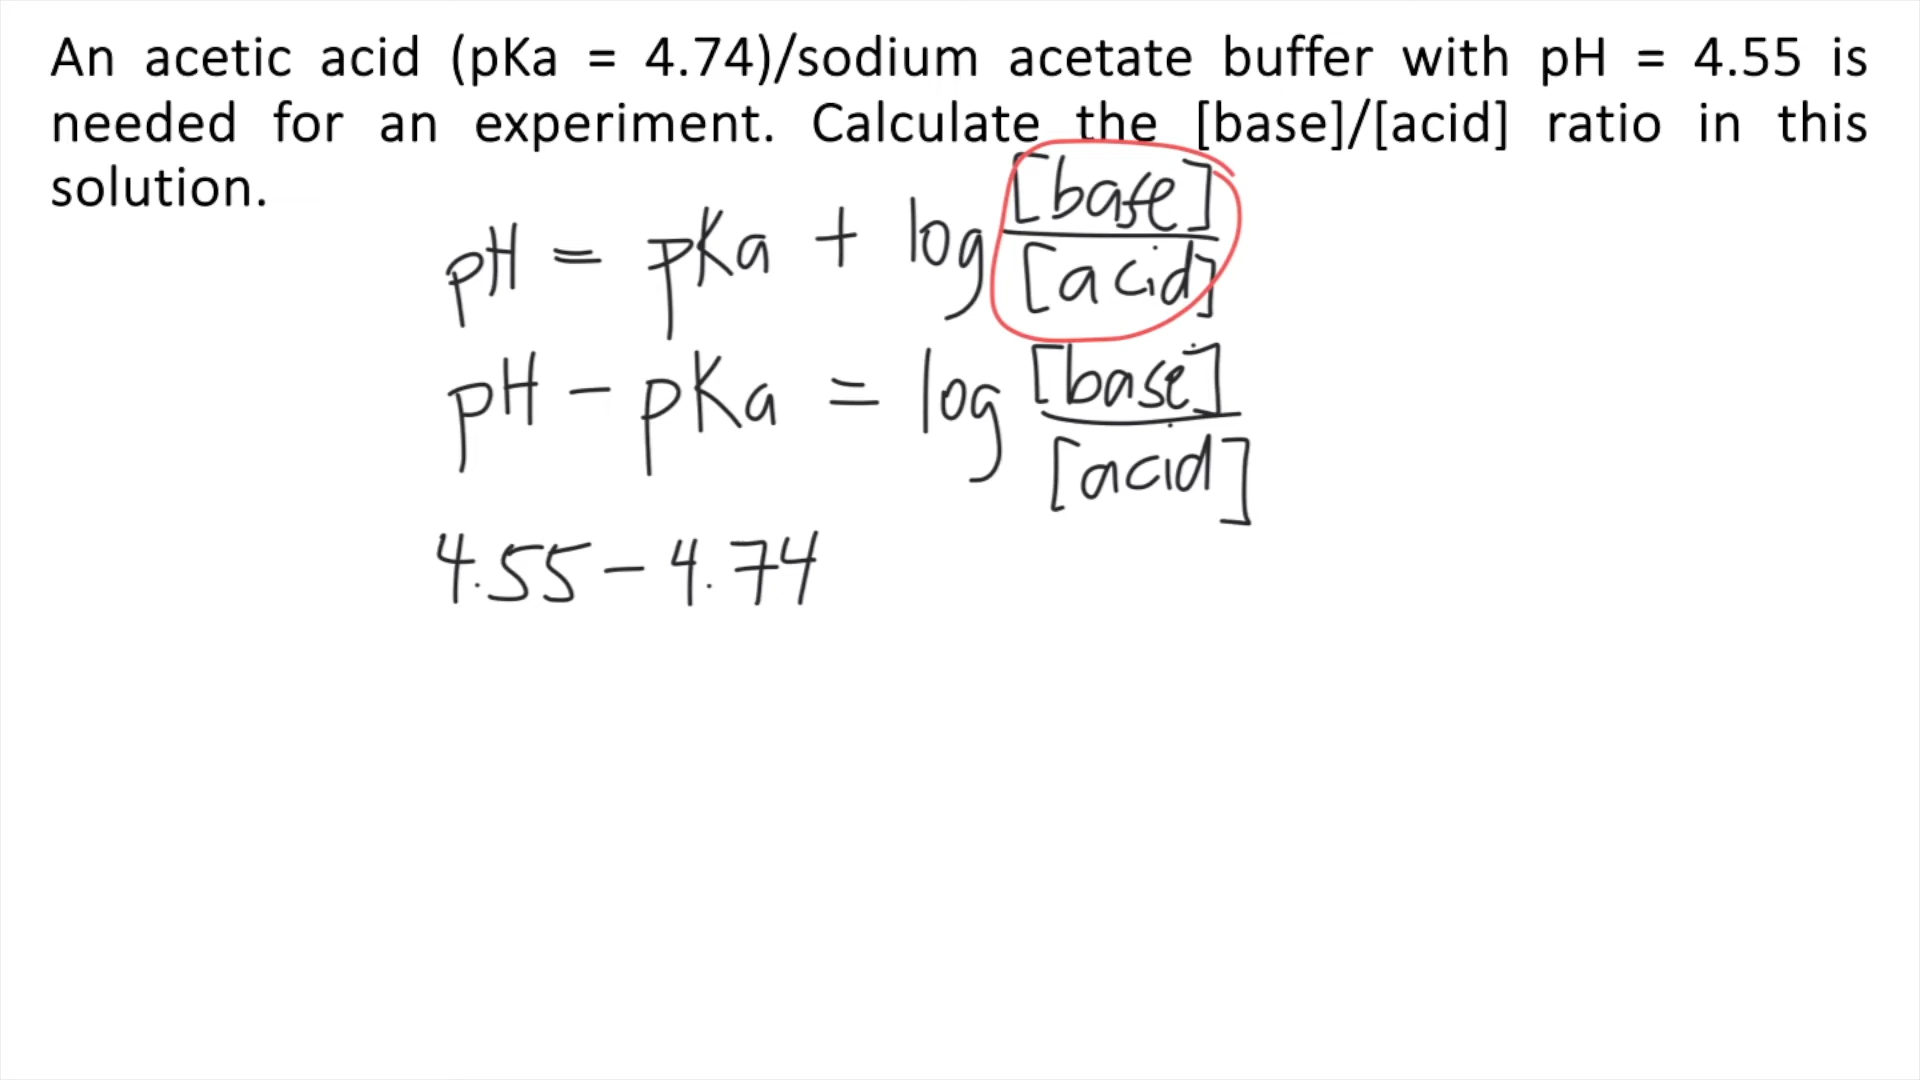 An acetic acid (pKa = 4.74)/sodium acetate buffer with pH = 4.55 is
needed for an experiment. Calculate the [base]/[acid] ratio in this
solution.
pH = pKa + log [base]/[acid]
pH - pKa = log [base]/[acid]
4.55 - 4.74